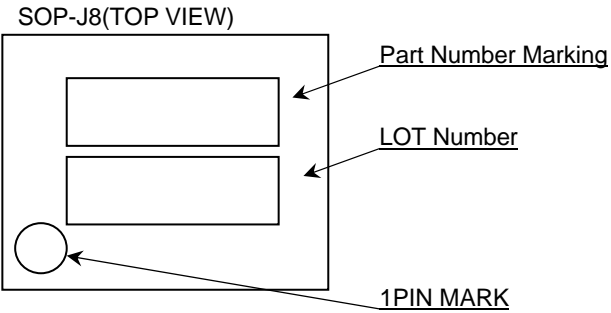 SOP-J8(TOP VIEW)
Part Number Marking
LOT Number
1PIN MARK